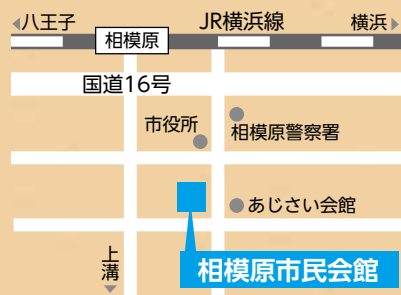 八王子
JR横浜線
横浜
相模原
国道16号
市役所
相模原警察署
あじさい会館
上溝
相模原市民会館